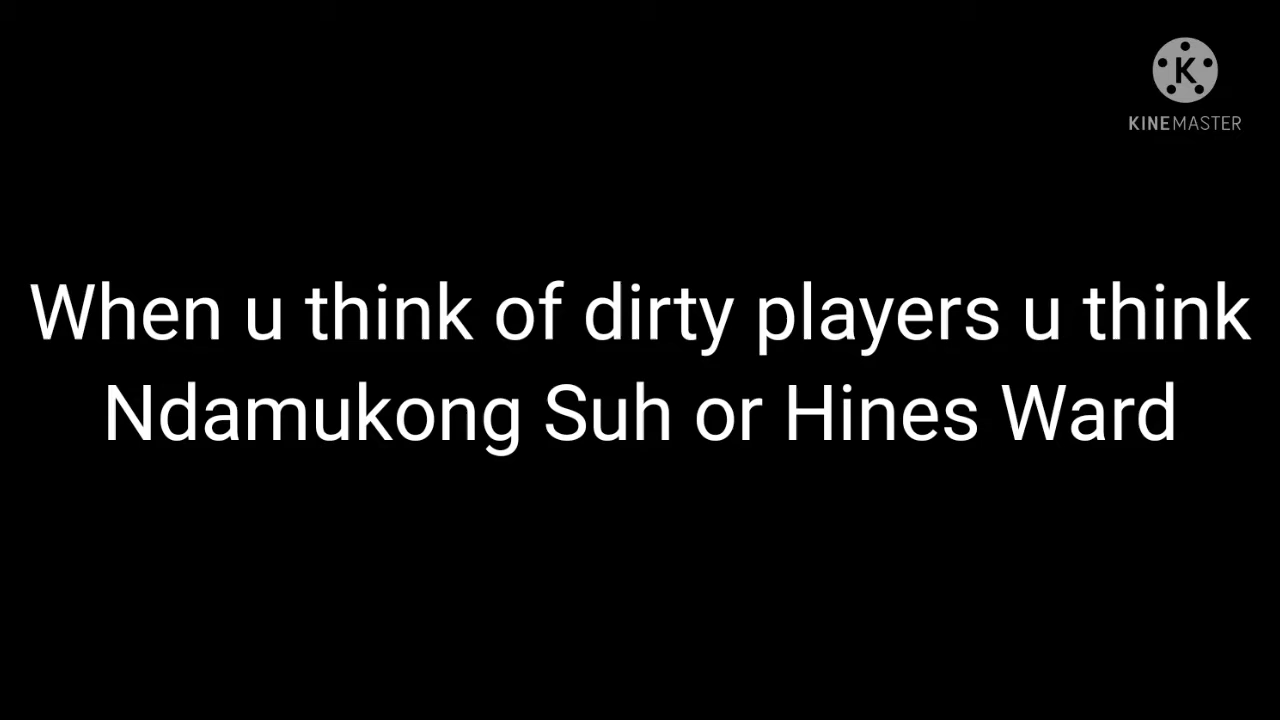 K
KINEMASTER
When u think of dirty players u think
Ndamukong Suh or Hines Ward